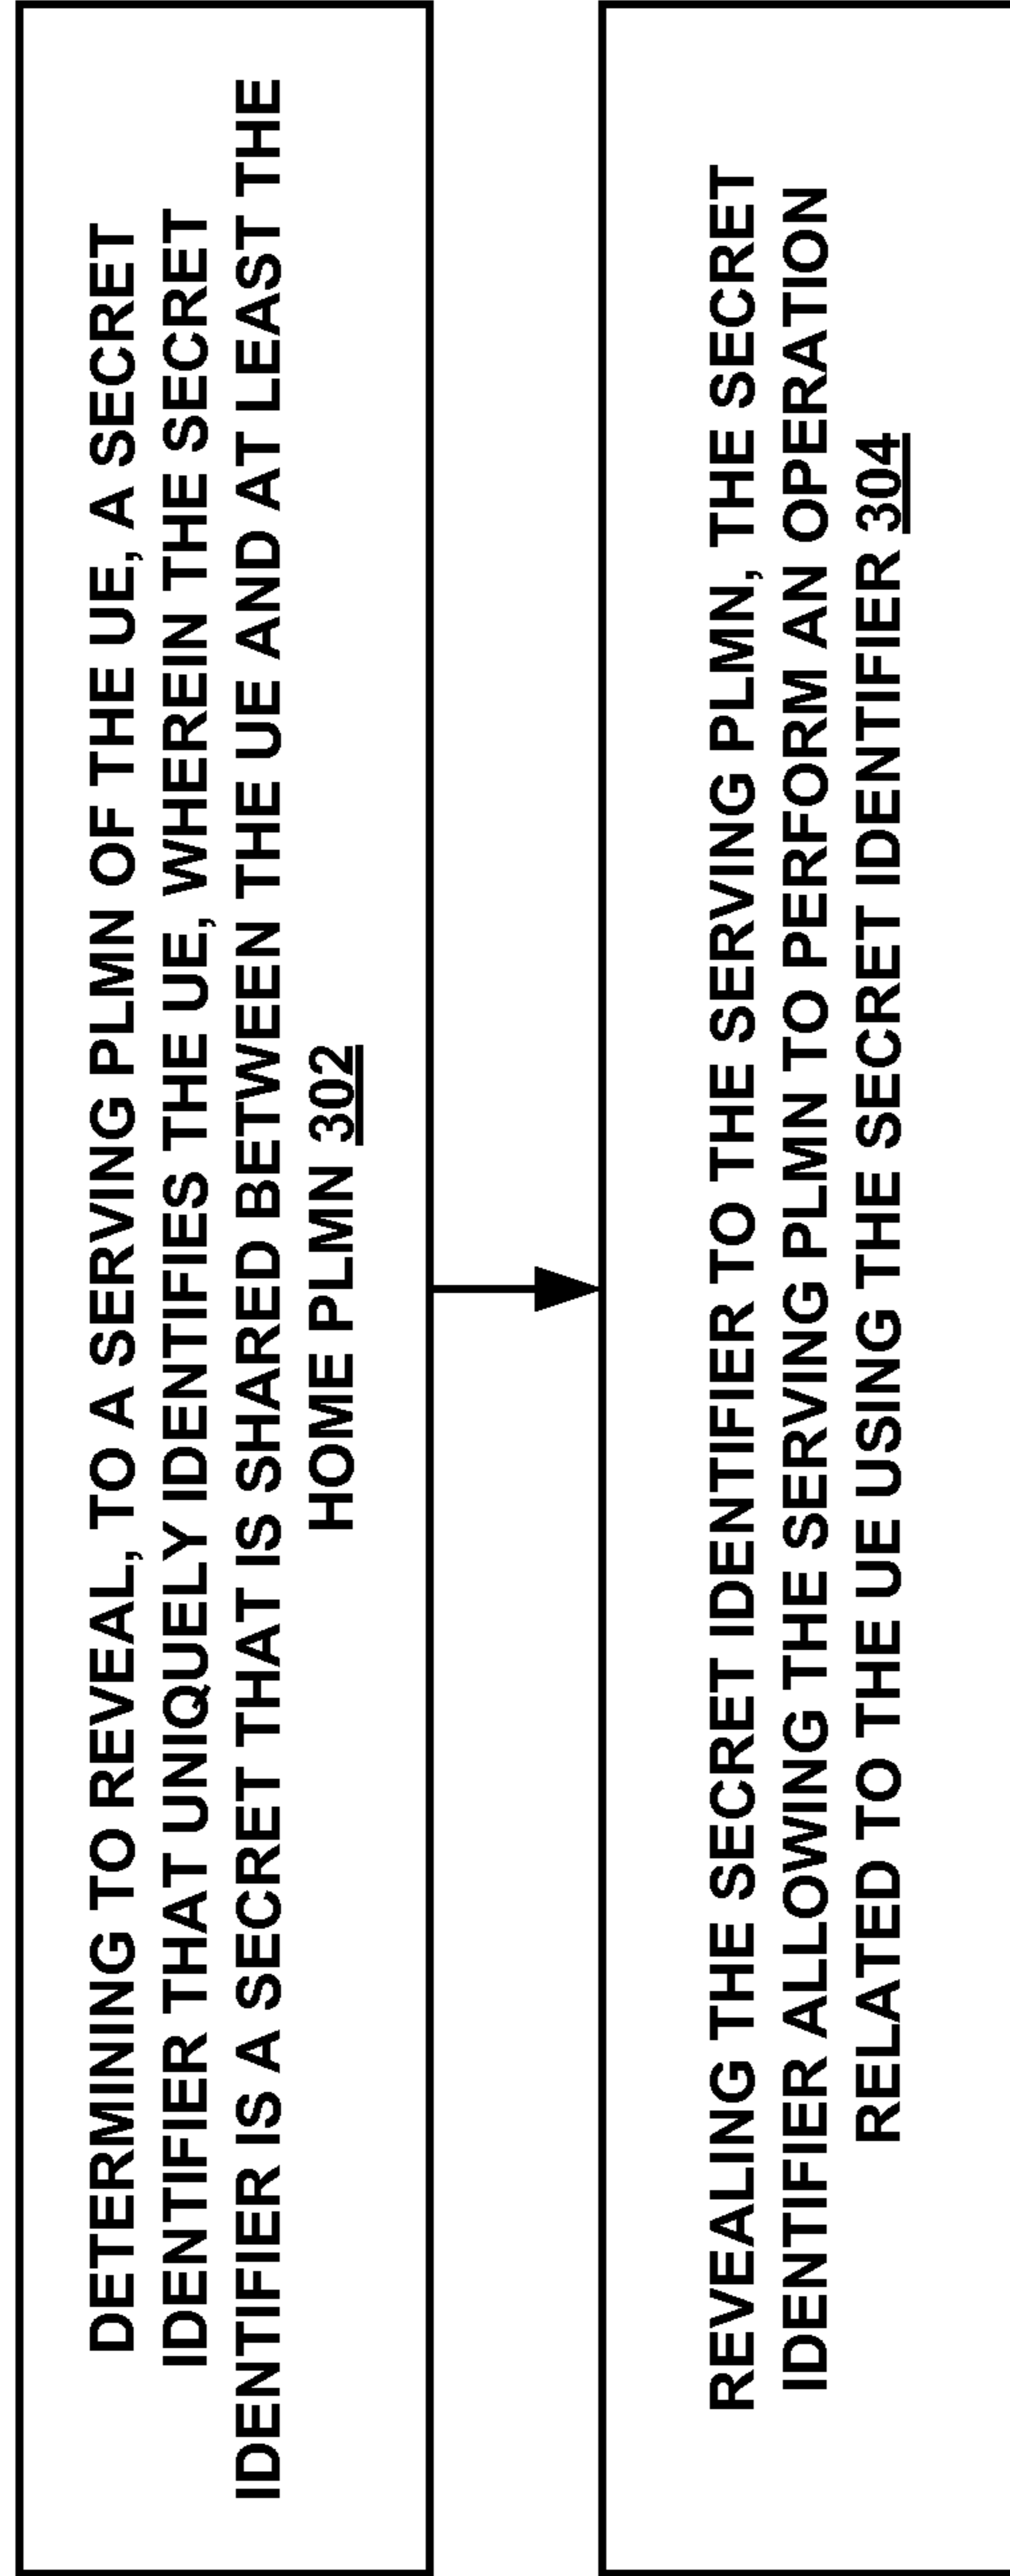 DETERMINING TO REVEAL, TO A SERVING PLMN OF THE UE, A SECRET
IDENTIFIER THAT UNIQUELY IDENTIFIES THE UE, WHEREIN THE SECRET
IDENTIFIER IS A SECRET THAT IS SHARED BETWEEN THE UE AND AT LEAST THE
HOME PLMN 302
REVEALING THE SECRET IDENTIFIER TO THE SERVING PLMN, THE SECRET
IDENTIFIER ALLOWING THE SERVING PLMN TO PERFORM AN OPERATION
RELATED TO THE UE USING THE SECRET IDENTIFIER 304